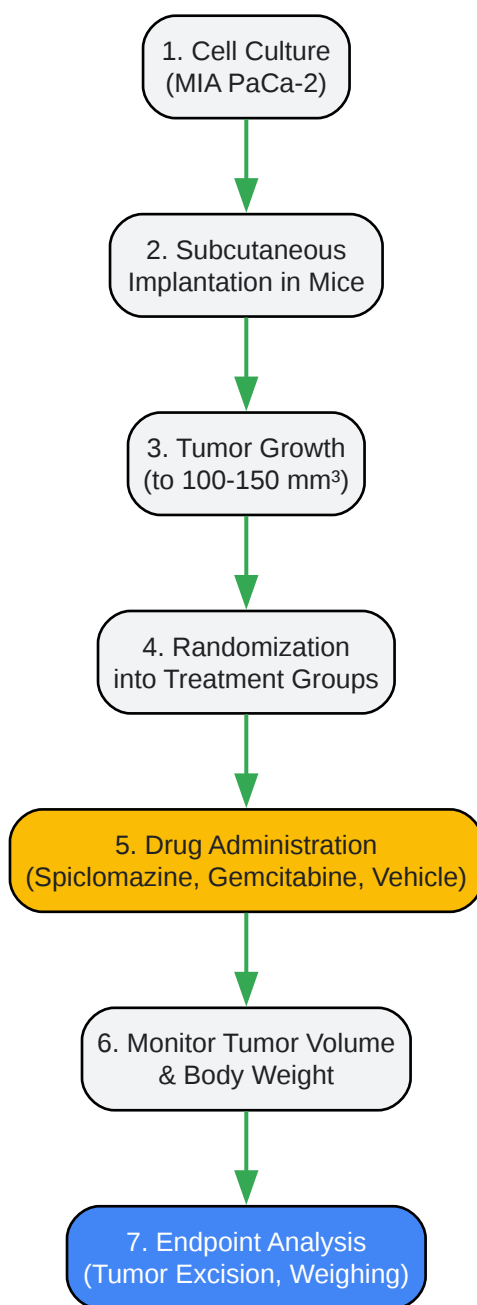 1. Cell Culture
(MIA PaCa-2)
2. Subcutaneous
Implantation in Mice
3. Tumor Growth
(to 100-150 mm³)
4. Randomization
into Treatment Groups
5. Drug Administration
(Spiclomazine, Gemcitabine, Vehicle)
6. Monitor Tumor Volume
& Body Weight
7. Endpoint Analysis
(Tumor Excision, Weighing)